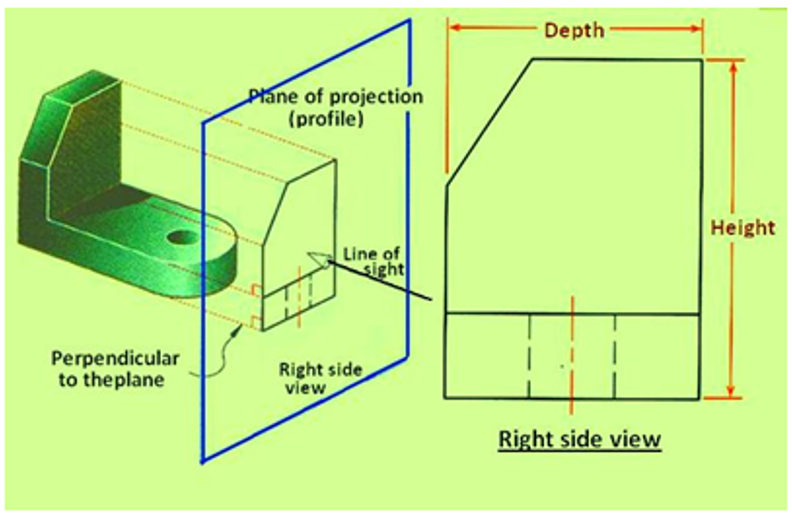 Depth
Plane of projection
(profile)
Height
Line of
sight
Perpendicular
to theplane
Right side
view
Right side view